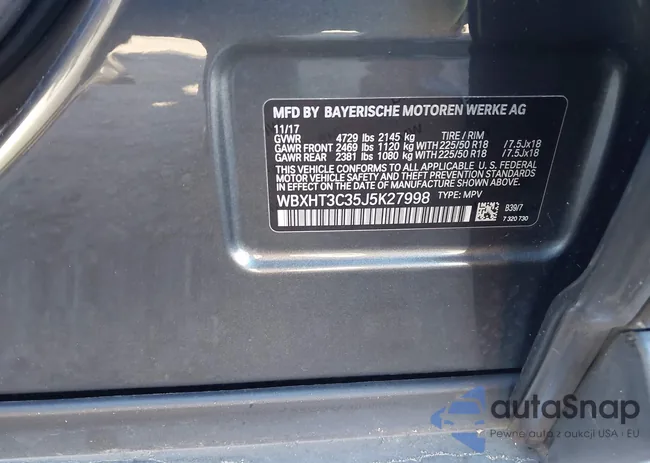 MFD BY BAYERISCHE MOTOREN WERKE AG
11/17
GVWR 4729 lbs 2145 kg TIRE / RIM
GAWR FRONT 2469 lbs 1120 kg WITH 225/50 R18 /7.5Jx18
GAWR REAR 2381 lbs 1080 kg WITH 225/50 R18 /7.5Jx18
THIS VEHICLE CONFORMS TO ALL APPLICABLE U. S. FEDERAL
MOTOR VEHICLE SAFETY, BUMPER, AND
THEFT PREVENTION STANDARDS IN EFFECT ON THE DATE
OF MANUFACTURE SHOWN ABOVE.
WBXHT3C35J5K27998 TYPE: MPV
B39/7
7 320 730
autoSnap
Pewne auto z aukcji USA i EU